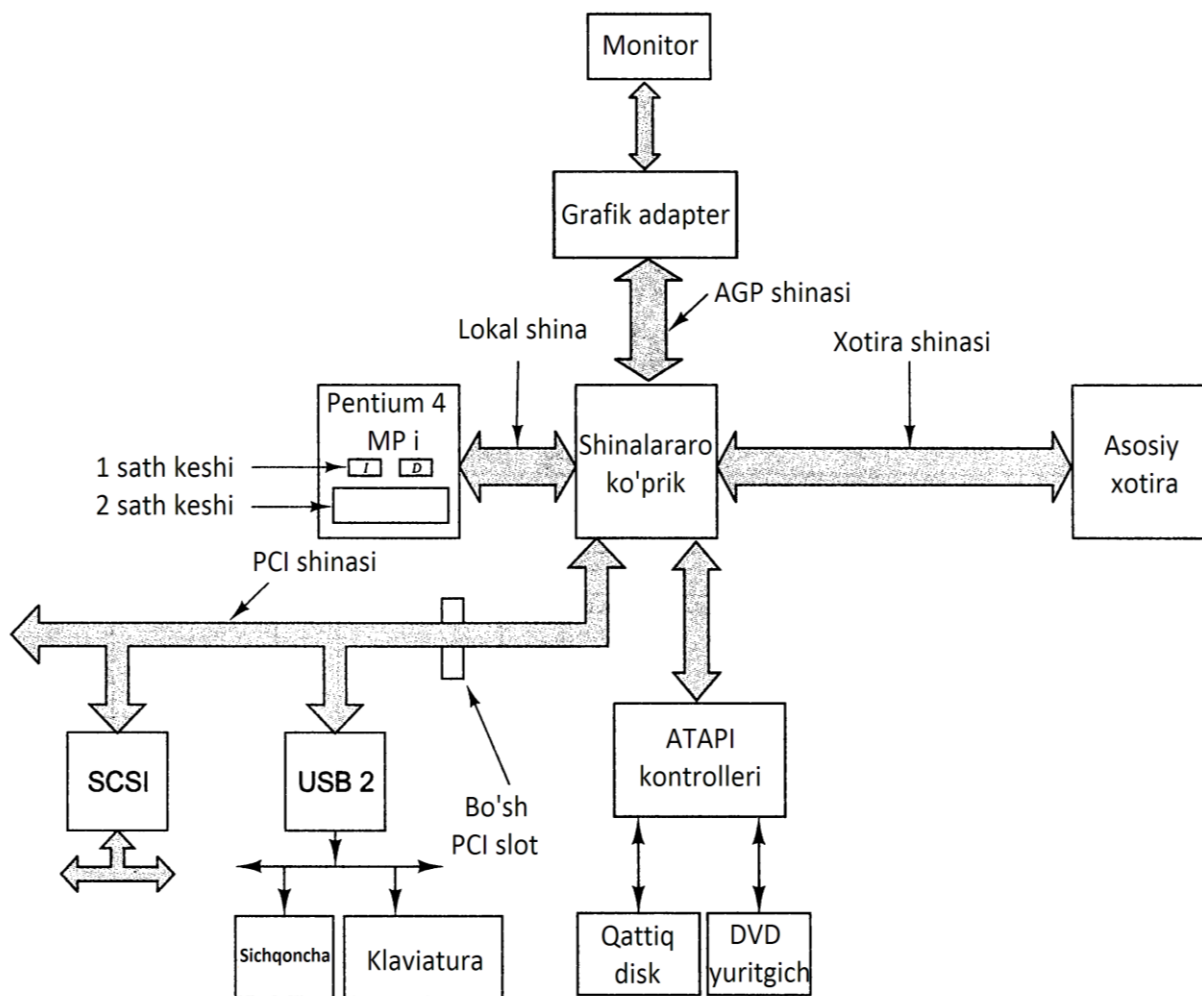 Monitor
Grafik adapter
AGP shinasi
Lokal shina
Xotira shinasi
Pentium 4
MP i
I D
1 sath keshi
2 sath keshi
Shinalararo
ko'prik
Asosiy
xotira
PCI shinasi
SCSI
USB 2
Bo'sh
PCI slot
ATAPI
kontrolleri
Sichqoncha
Klaviatura
Qattiq
disk
DVD
yuritgich